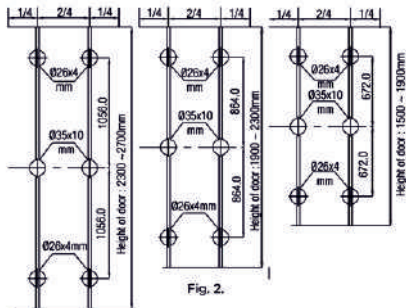 1/4 2/4 1/4
Ø26x4
mm
Ø35x10
mm
Ø26x4mm
1056.0
1056.0
Height of door : 2300 ~2700mm
1/4 2/4 1/4
Ø26x4
mm
Ø35x10
mm
Ø26x4mm
864.0
864.0
Height of door : 1900 ~ 2300mm
1/4 2/4 1/4
Ø26x4
mm
Ø35x10
mm
Ø26x4
mm
672.0
672.0
Height of door : 1500 ~ 1900mm
Fig. 2.